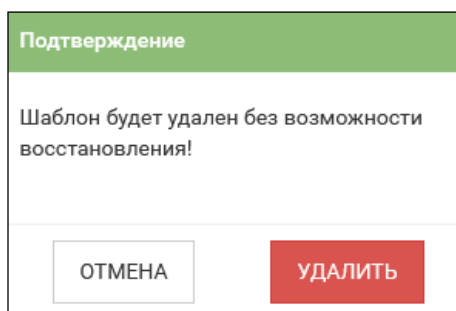 Подтверждение
Шаблон будет удален без возможности
восстановления!
ОТМЕНА
УДАЛИТЬ